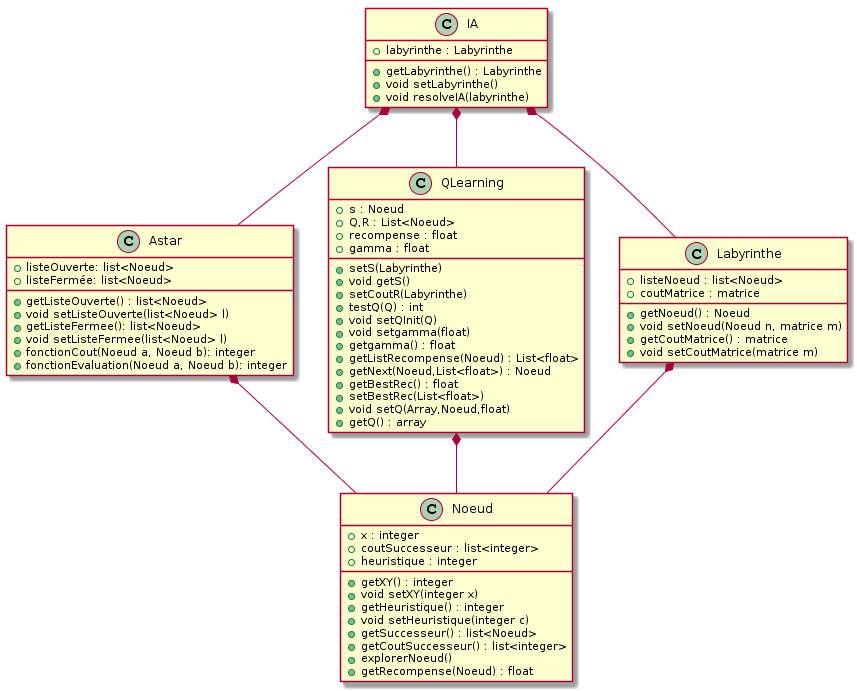 C IA
labyrinthe : Labyrinthe
getLabyrinthe() : Labyrinthe
void setLabyrinthe()
void resolveIA(labyrinthe)
C Astar
listeOuverte: list<Noeud>
listeFermée: list<Noeud>
getListeOuverte() : list<Noeud>
void setListeOuverte(list<Noeud> l)
getListeFermee(): list<Noeud>
void setListeFermee(list<Noeud> l)
fonctionCout(Noeud a, Noeud b): integer
fonctionEvaluation(Noeud a, Noeud b): integer
C QLearning
s : Noeud
Q,R : List<Noeud>
recompense : float
gamma : float
setS(Labyrinthe)
void getS()
setCoutR(Labyrinthe)
testQ(Q) : int
void setQInit(Q)
void setgamma(float)
getgamma() : float
getListRecompense(Noeud) : List<float>
getNext(Noeud,List<float>) : Noeud
getBestRec() : float
setBestRec(List<float>)
void setQ(Array,Noeud,float)
getQ() : array
C Labyrinthe
listeNoeud : list<Noeud>
coutMatrice : matrice
getNoeud() : Noeud
void setNoeud(Noeud n, matrice m)
getCoutMatrice() : matrice
void setCoutMatrice(matrice m)
C Noeud
x : integer
coutSuccesseur : list<integer>
heuristique : integer
getXY() : integer
void setXY(integer x)
getHeuristique() : integer
void setHeuristique(integer c)
getSuccesseur() : list<Noeud>
getCoutSuccesseur() : list<integer>
explorerNoeud()
getRecompense(Noeud) : float